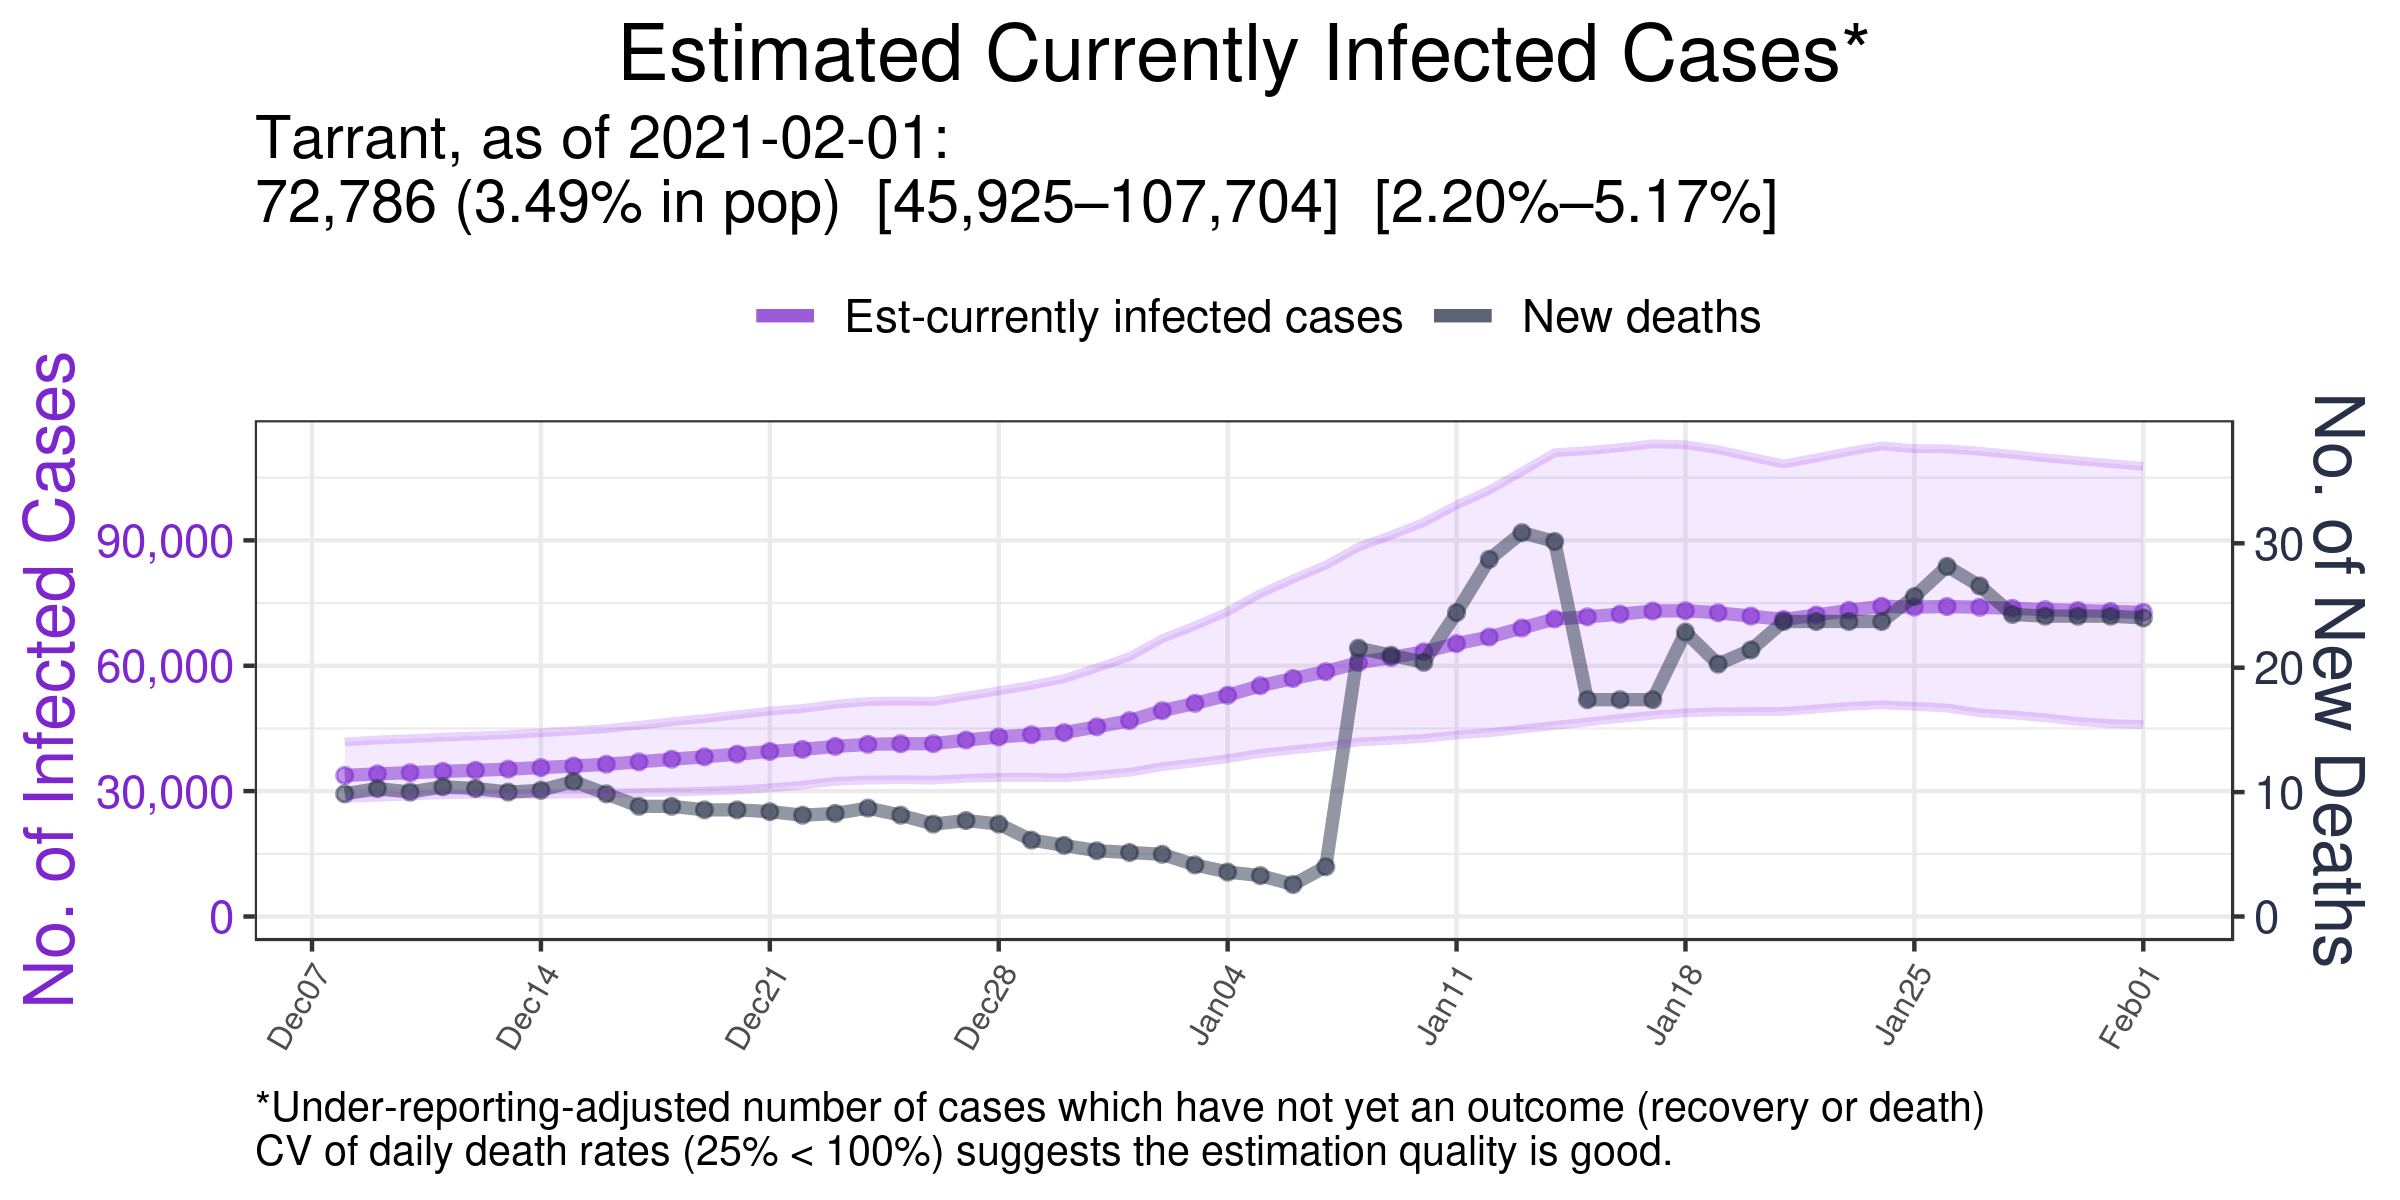 Estimated Currently Infected Cases*
Tarrant, as of 2021-02-01:
72,786 (3.49% in pop)  [45,925–107,704]  [2.20%–5.17%]
Est-currently infected cases
New deaths
No. of Infected Cases
90,000
60,000
30,000
0
30
20
10
0
No. of New Deaths
Dec07
Dec14
Dec21
Dec28
Jan04
Jan11
Jan18
Jan25
Feb01
*Under-reporting-adjusted number of cases which have not yet an outcome (recovery or death)
CV of daily death rates (25% < 100%) suggests the estimation quality is good.